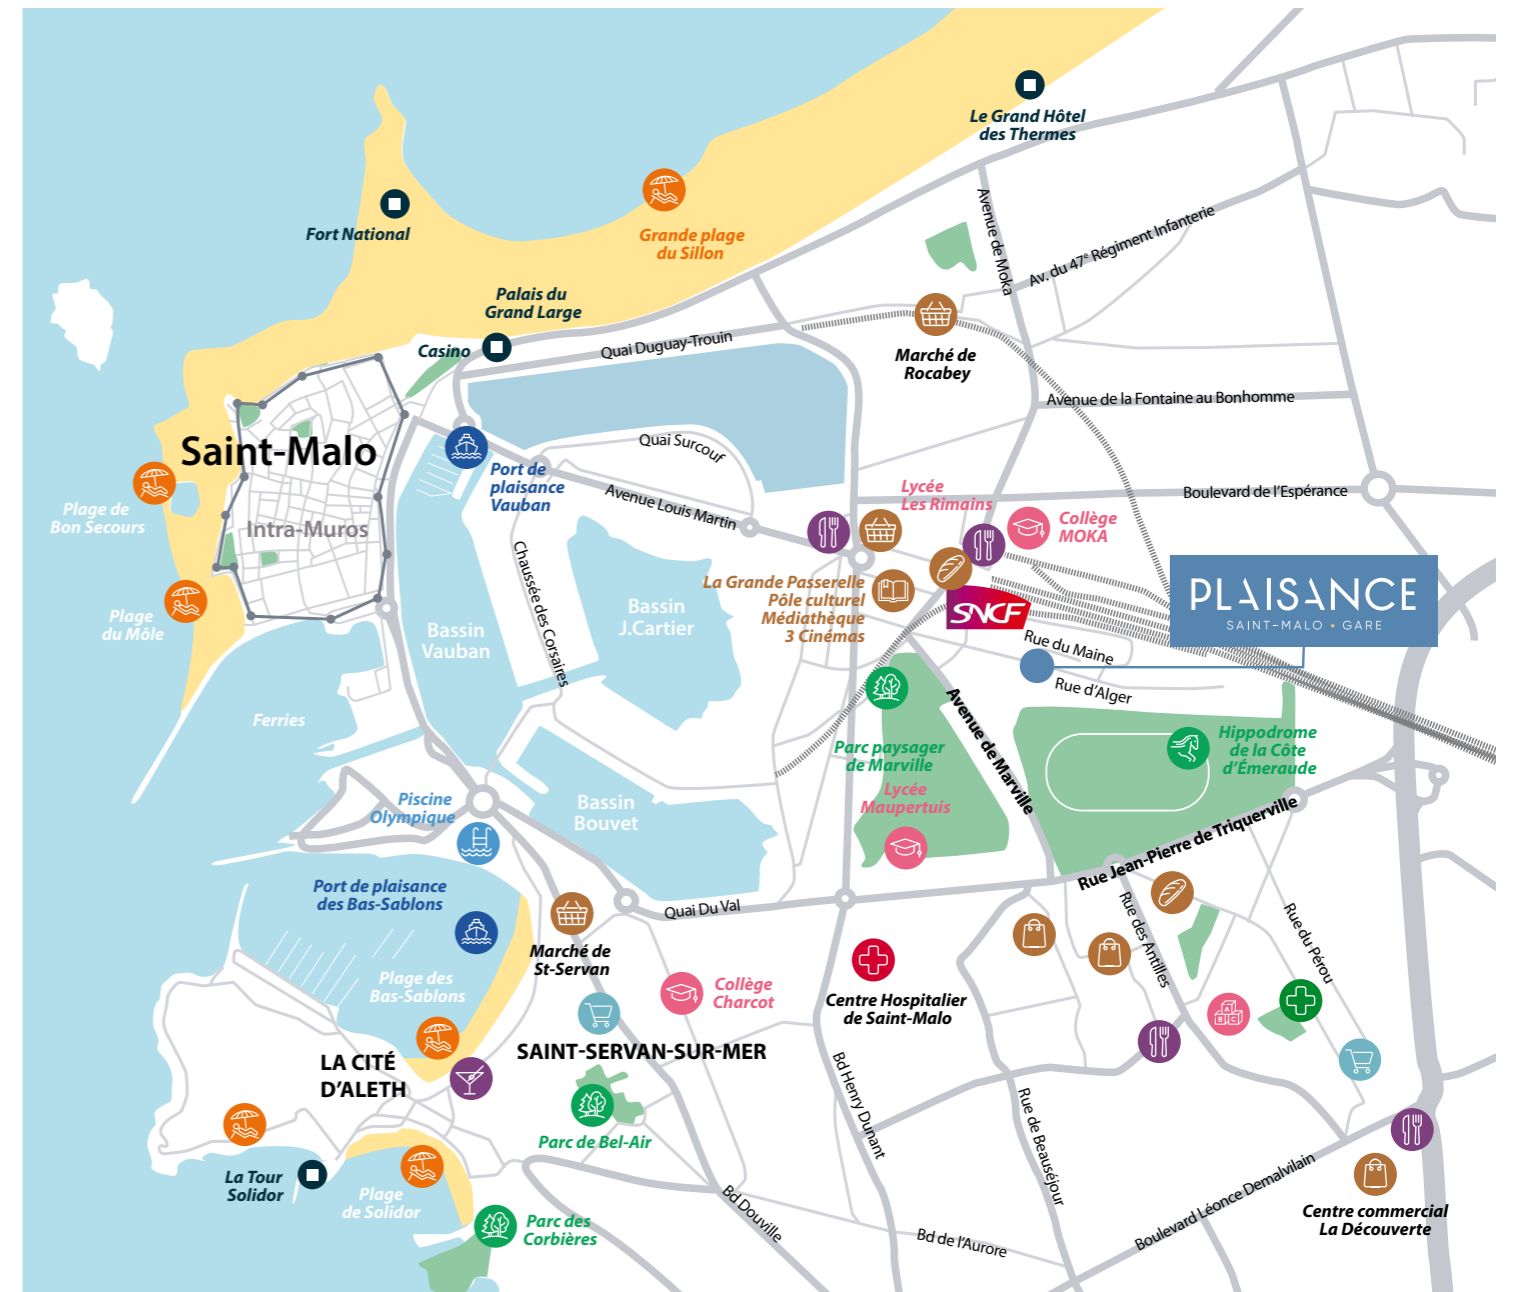 Le Grand Hôtel
des Thermes
Fort National
Grande plage
du Sillon
Avenue de Moka
Av. du 47e Régiment Infanterie
Palais du
Grand Large
Casino
Quai Duguay-Trouin
Marché de
Rocabey
Avenue de la Fontaine au Bonhomme
Saint-Malo
Intra-Muros
Quai Surcouf
Port de
plaisance
Vauban
Avenue Louis Martin
Lycée
Les Rimains
Boulevard de l'Espérance
Collège
MOKA
Plage de
Bon Secours
Plage
du Môle
Chaussée des Corsaires
Bassin
Vauban
Bassin
J.Cartier
La Grande Passerelle
Pôle culturel
Médiathèque
3 Cinémas
SNCF
PLAISANCE
SAINT-MALO • GARE
Rue du Maine
Rue d'Alger
Ferries
Avenue de Marville
Parc paysager
de Marville
Lycée
Maupertuis
Hippodrome
de la Côte
d'Émeraude
Piscine
Olympique
Bassin
Bouvet
Rue Jean-Pierre de Triquerville
Port de plaisance
des Bas-Sablons
Quai Du Val
Rue des Antilles
Rue du Pérou
Marché de
St-Servan
Plage des
Bas-Sablons
Collège
Charcot
Centre Hospitalier
de Saint-Malo
A
B C
SAINT-SERVAN-SUR-MER
LA CITÉ
D'ALETH
Bd Henry Dunant
Rue de Beauséjour
Parc de Bel-Air
La Tour
Solidor
Plage
de Solidor
Parc des
Corbières
Bd Douville
Bd de l'Aurore
Boulevard Léonce Demalvilain
Centre commercial
La Découverte